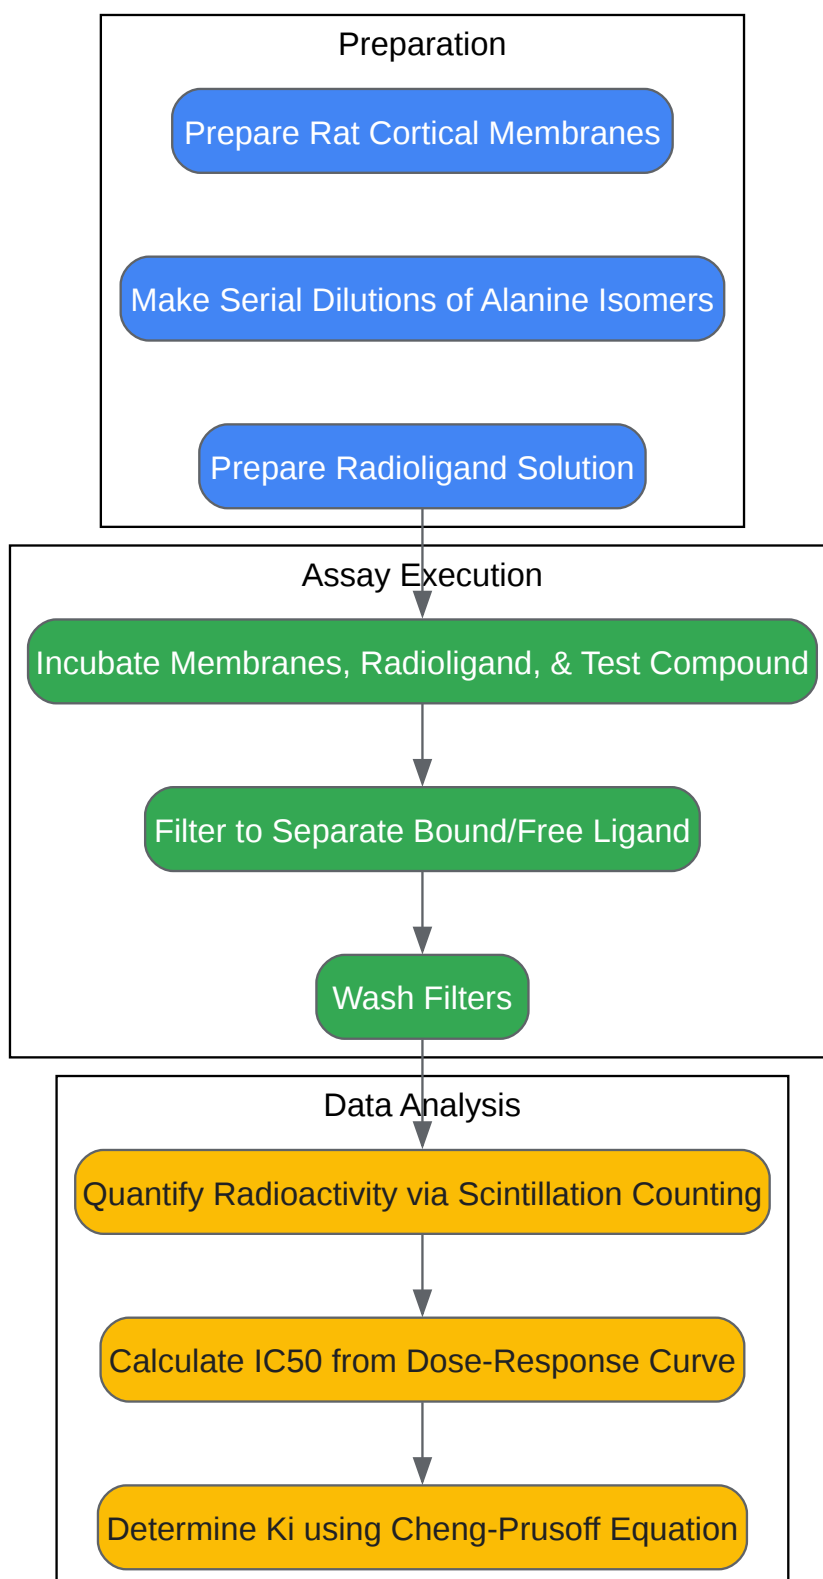 Preparation
Prepare Rat Cortical Membranes
Make Serial Dilutions of Alanine Isomers
Prepare Radioligand Solution
Assay Execution
Incubate Membranes, Radioligand, & Test Compound
Filter to Separate Bound/Free Ligand
Wash Filters
Data Analysis
Quantify Radioactivity via Scintillation Counting
Calculate IC50 from Dose-Response Curve
Determine Ki using Cheng-Prusoff Equation